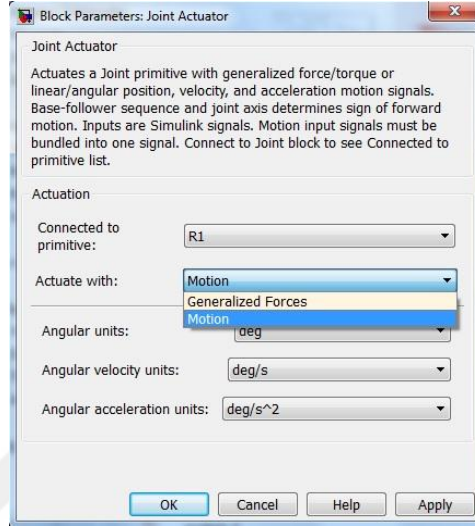 Block Parameters: Joint Actuator
Joint Actuator
Actuates a Joint primitive with generalized force/torque or
linear/angular position, velocity, and acceleration motion signals.
Base-follower sequence and joint axis determines sign of forward
motion. Inputs are Simulink signals. Motion input signals must be
bundled into one signal. Connect to Joint block to see Connected to
primitive list.
Actuation
Connected to
primitive:
R1
Actuate with:
Motion
Generalized Forces
Motion
Angular units:
deg
Angular velocity units:
deg/s
Angular acceleration units:
deg/s^2
OK
Cancel
Help
Apply